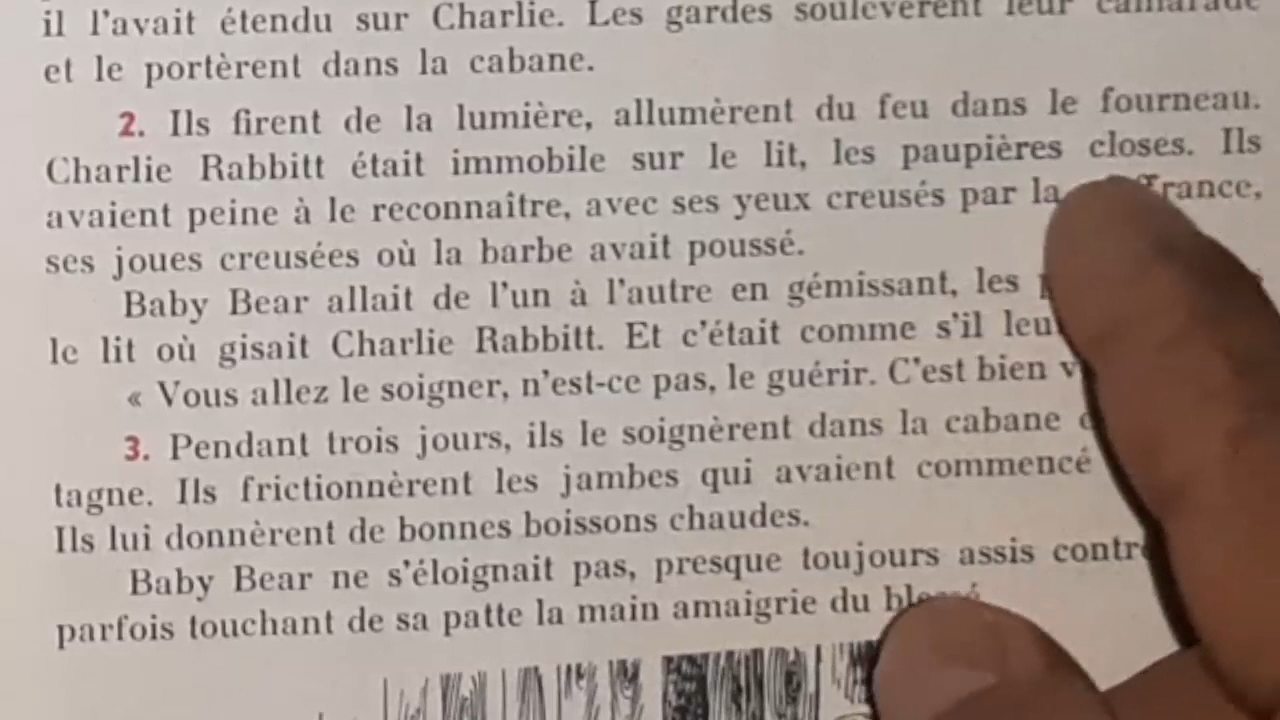 il l'avait étendu sur Charlie. Les gardes soulevèrent leur camarade
et le portèrent dans la cabane.
2. Ils firent de la lumière, allumèrent du feu dans le fourneau.
Charlie Rabbitt était immobile sur le lit, les paupières closes. Ils
avaient peine à le reconnaître, avec ses yeux creusés par la
ses joues creusées où la barbe avait poussé.
Baby Bear allait de l'un à l'autre en gémissant, les
le lit où gisait Charlie Rabbitt. Et c'était comme s'il
« Vous allez le soigner, n'est-ce pas, le guérir. C'est bien
3. Pendant trois jours, ils le soignèrent dans la cabane
tagne. Ils frictionnèrent les jambes qui avaient commencé
Ils lui donnèrent de bonnes boissons chaudes.
Baby Bear ne s'éloignait pas, presque toujours assis
parfois touchant de sa patte la main amaigrie du